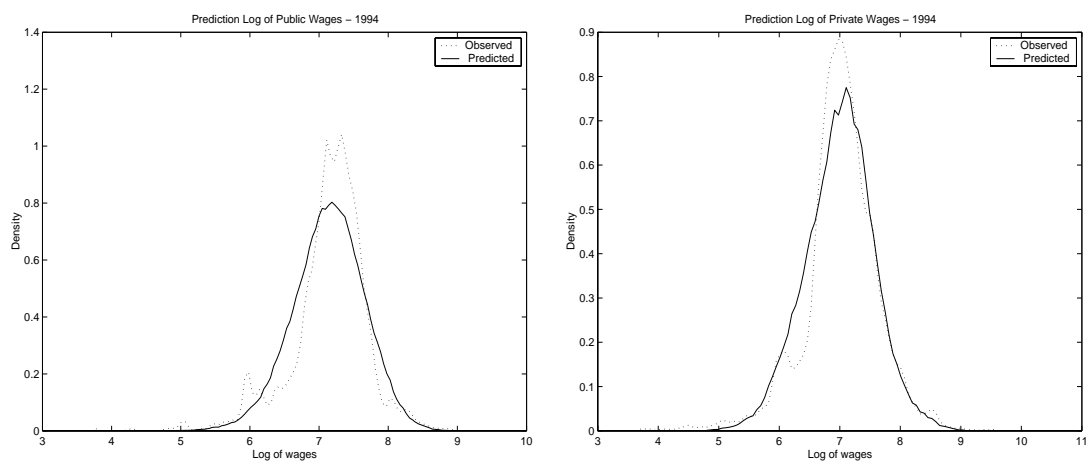 Prediction Log of Public Wages − 1994
1.4
1.2
1
0.8
0.6
0.4
0.2
0
Density
3 4 5 6 7 8 9 10
Log of wages
Observed
Predicted
Prediction Log of Private Wages − 1994
0.9
0.8
0.7
0.6
0.5
0.4
0.3
0.2
0.1
0
Density
3 4 5 6 7 8 9 10 11
Log of wages
Observed
Predicted